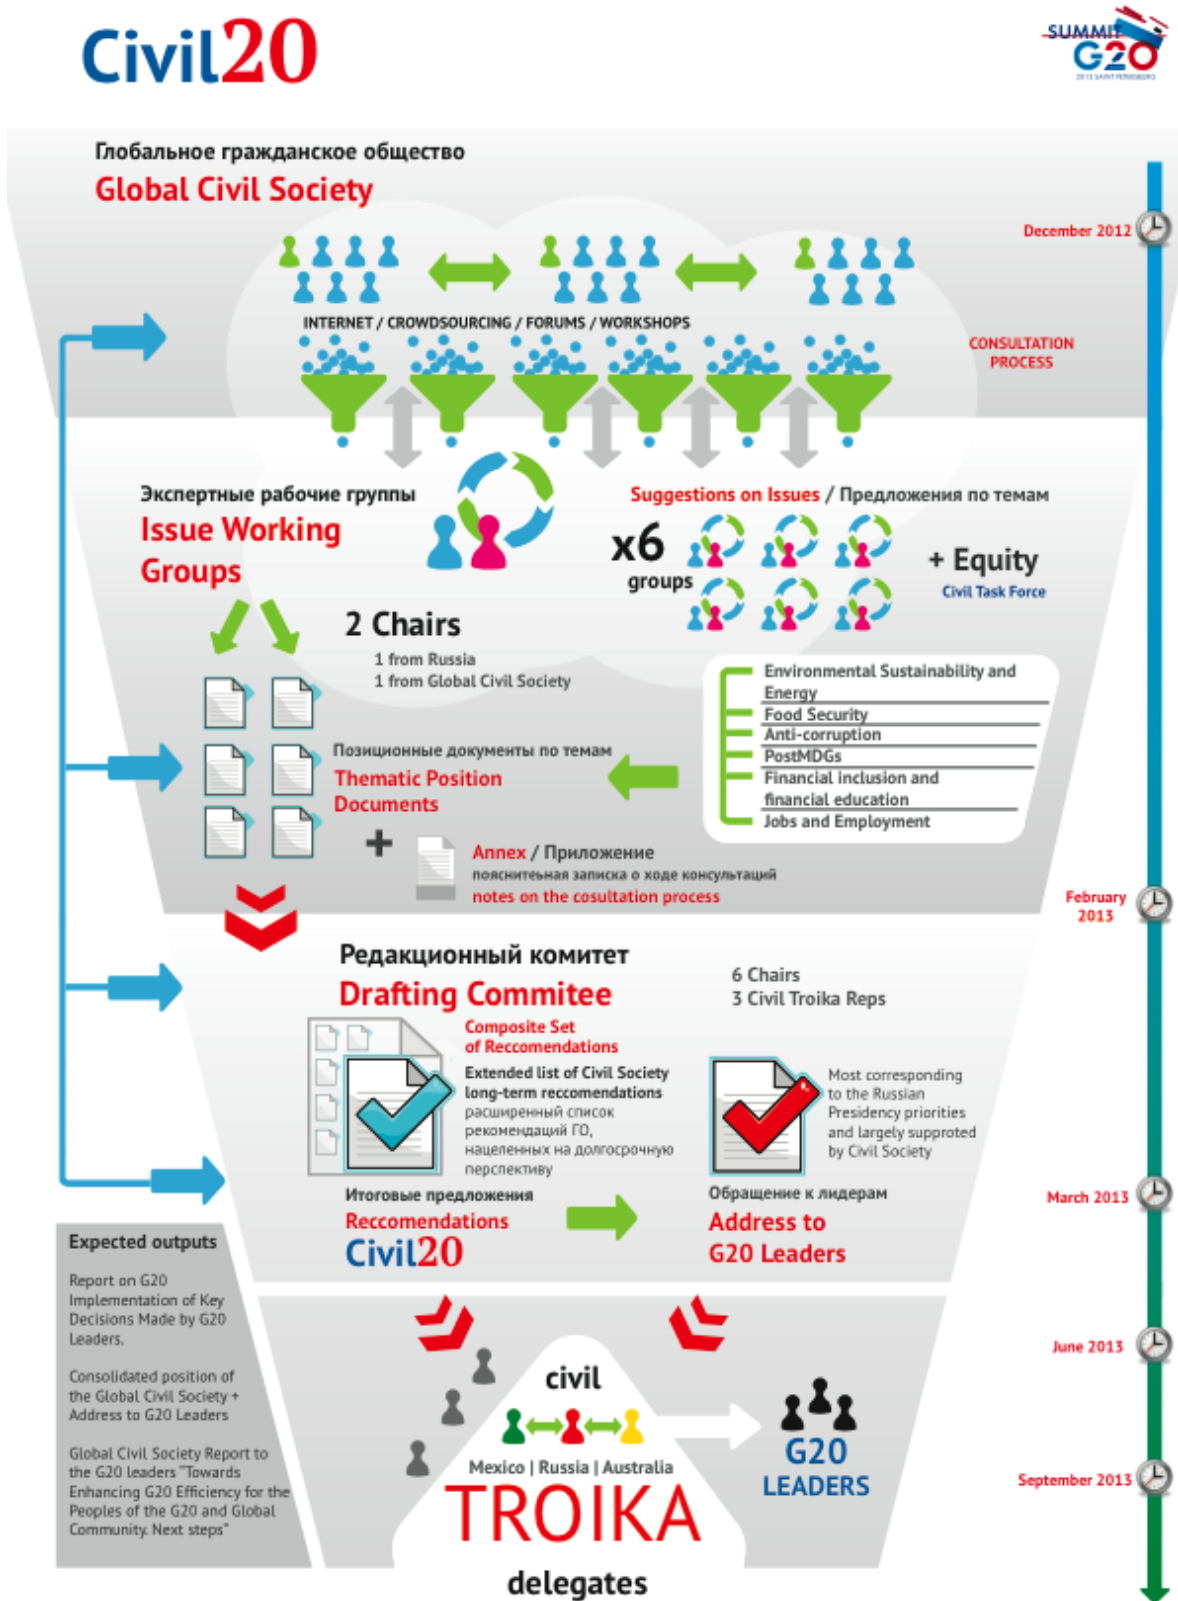 Civil20
SUMMIT
G20
2013 SAINT PETERSBURG
Глобальное гражданское общество
Global Civil Society
December 2012
INTERNET / CROWDSOURCING / FORUMS / WORKSHOPS
CONSULTATION
PROCESS
Экспертные рабочие группы
Issue Working
Groups
Suggestions on Issues / Предложения по темам
x6
groups
+ Equity
Civil Task Force
2 Chairs
1 from Russia
1 from Global Civil Society
Environmental Sustainability and
Energy
Food Security
Anti-corruption
PostMDGs
Financial inclusion and
financial education
Jobs and Employment
Позиционные документы по темам
Thematic Position
Documents
+
Annex / Приложение
пояснитеьная записка о ходе консультаций
notes on the cosultation process
February
2013
Редакционный комитет
Drafting Commitee
6 Chairs
3 Civil Troika Reps
Composite Set
of Reccomendations
Extended list of Civil Society
long-term reccomendations
расширенный список
рекомендаций ГО,
нацеленных на долгосрочную
перспективу
Most corresponding
to the Russian
Presidency priorities
and largely supproted
by Civil Society
Итоговые предложения
Reccomendations
Civil20
Обращение к лидерам
Address to
G20 Leaders
March 2013
Expected outputs
Report on G20
Implementation of Key
Decisions Made by G20
Leaders.
Consolidated position of
the Global Civil Society +
Address to G20 Leaders
Global Civil Society Report to
the G20 leaders "Towards
Enhancing G20 Efficiency for the
Peoples of the G20 and Global
Community. Next steps"
June 2013
civil
Mexico | Russia | Australia
TROIKA
delegates
G20
LEADERS
September 2013